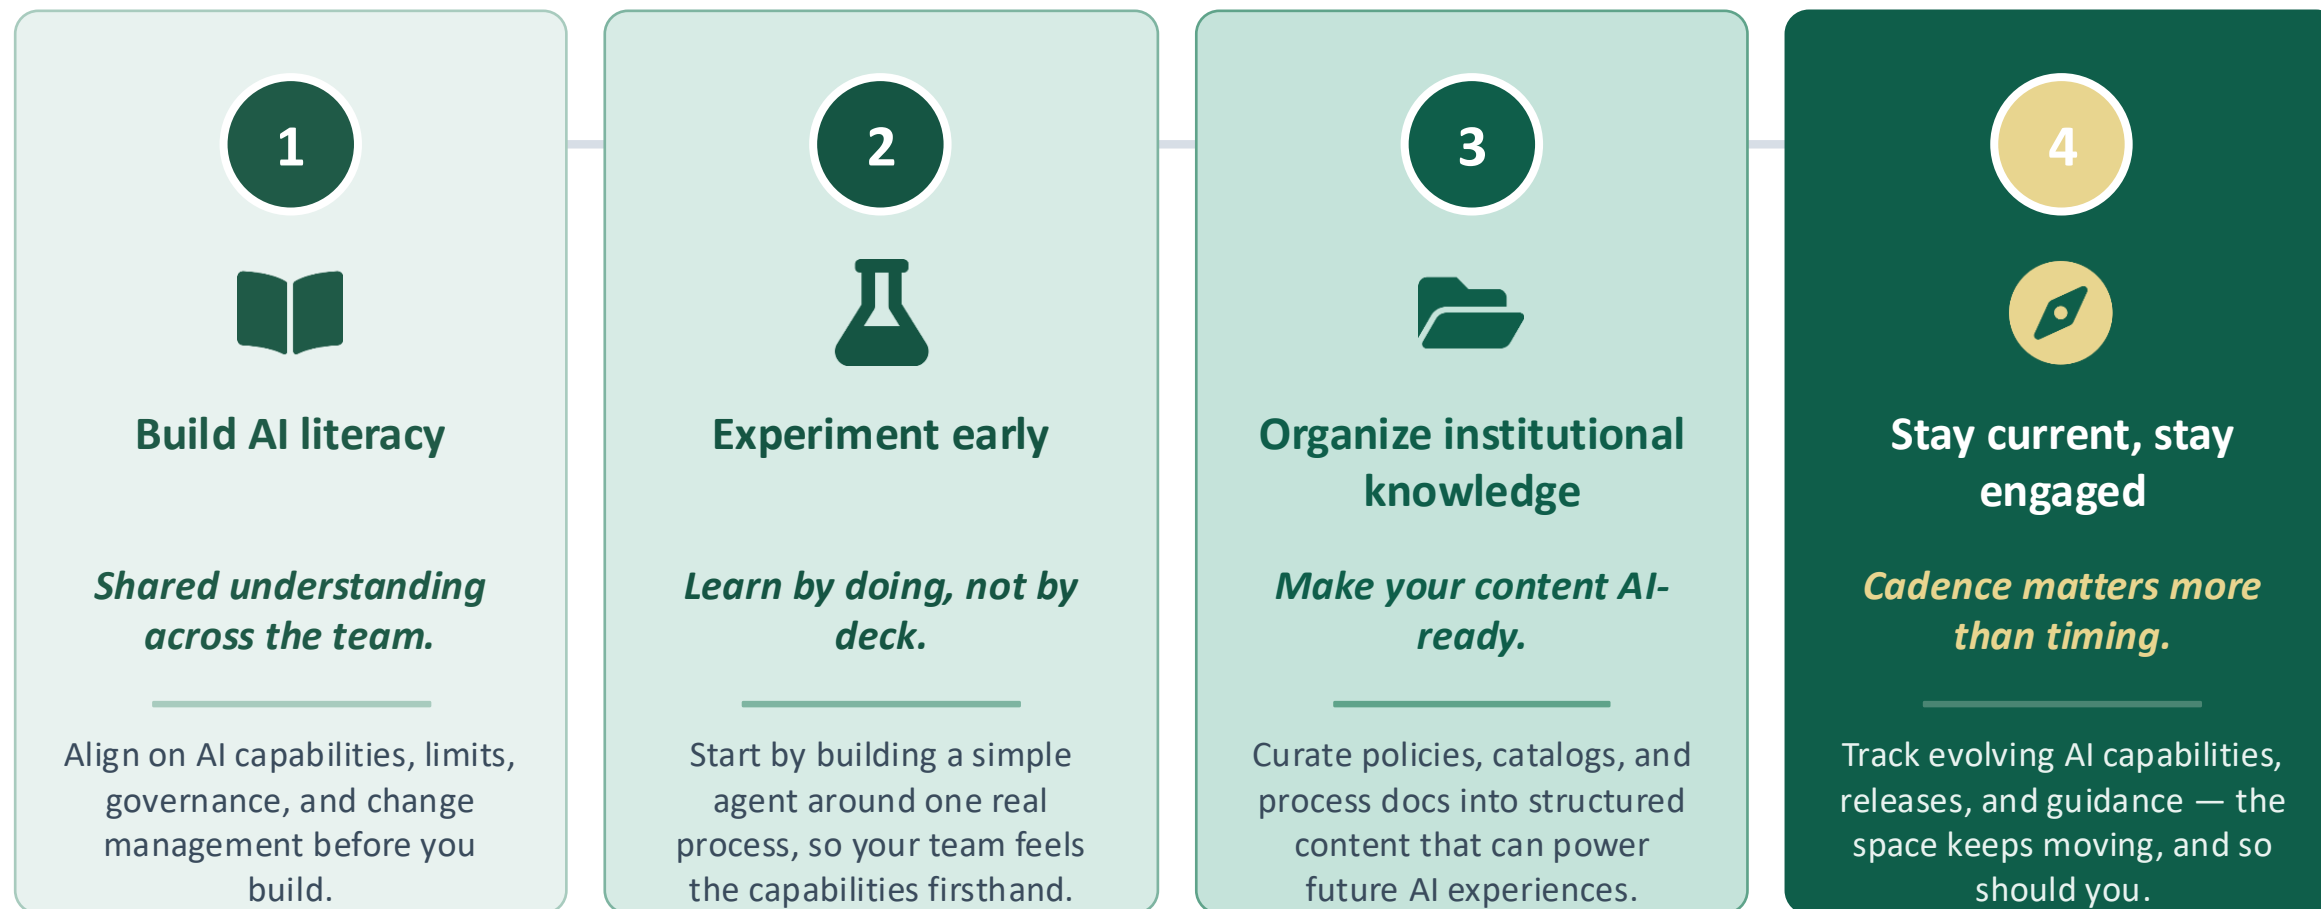 1
Build AI literacy
Shared understanding
across the team.
Align on AI capabilities, limits,
governance, and change
management before you
build.
2
Experiment early
Learn by doing, not by
deck.
Start by building a simple
agent around one real
process, so your team feels
the capabilities firsthand.
3
Organize institutional
knowledge
Make your content AI-
ready.
Curate policies, catalogs, and
process docs into structured
content that can power
future AI experiences.
4
Stay current, stay
engaged
Cadence matters more
than timing.
Track evolving AI capabilities,
releases, and guidance — the
space keeps moving, and so
should you.